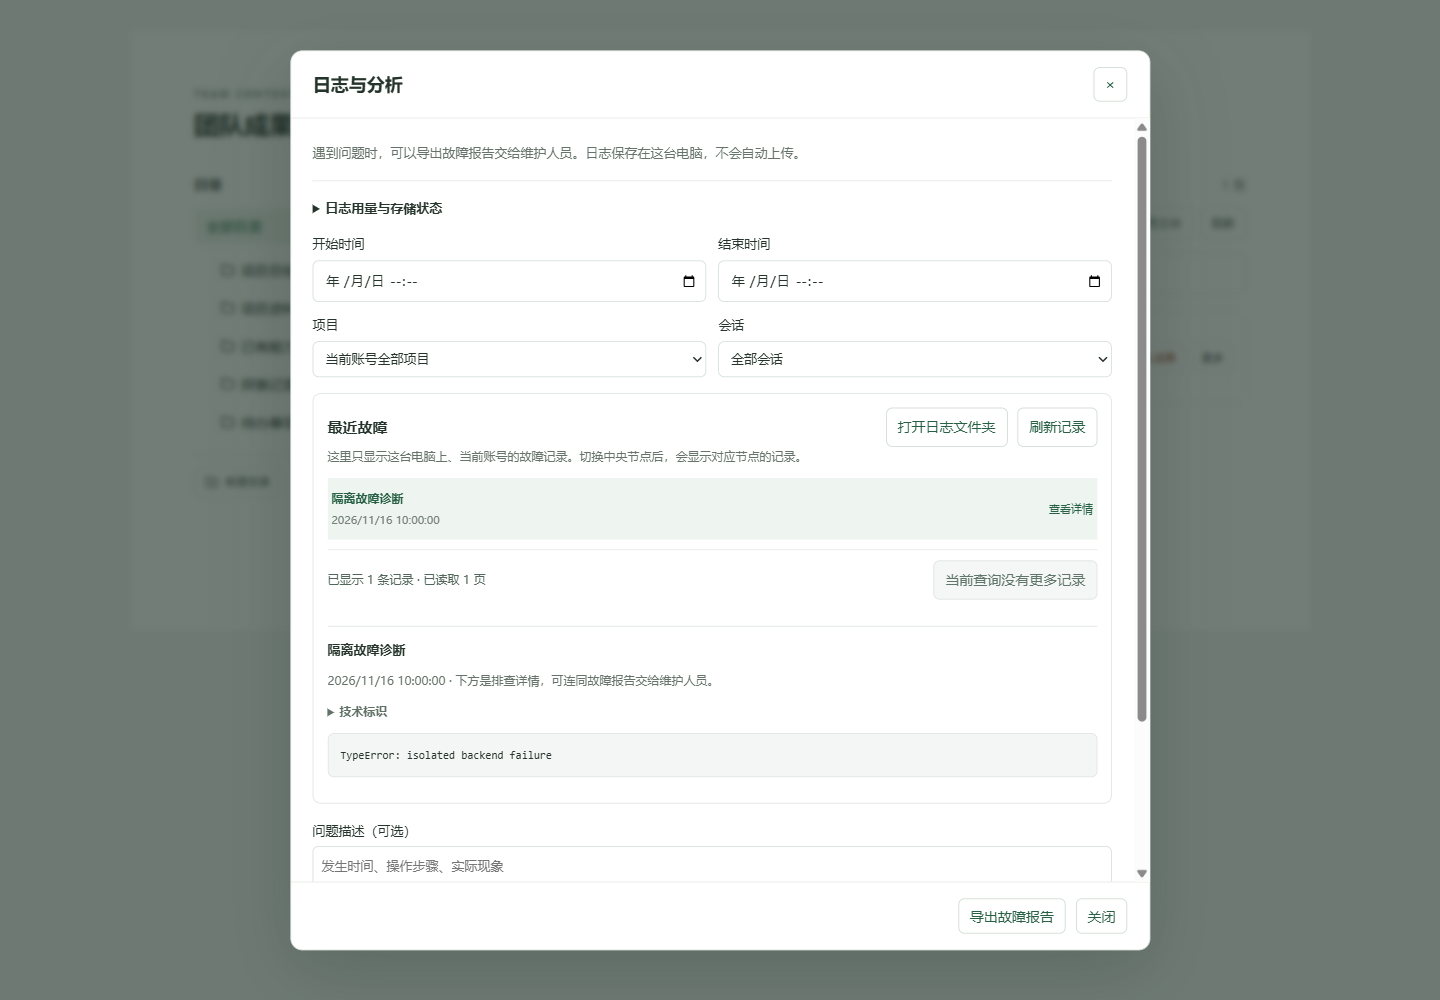 日志与分析
×
遇到问题时，可以导出故障报告交给维护人员。日志保存在这台电脑，不会自动上传。
▶ 日志用量与存储状态
开始时间
结束时间
年 /月/日 --:--
年 /月/日 --:--
项目
会话
当前账号全部项目
全部会话
最近故障
打开日志文件夹
刷新记录
这里只显示这台电脑上、当前账号的故障记录。切换中央节点后，会显示对应节点的记录。
隔离故障诊断
2026/11/16 10:00:00
查看详情
已显示 1 条记录 · 已读取 1 页
当前查询没有更多记录
隔离故障诊断
2026/11/16 10:00:00 · 下方是排查详情，可连同故障报告交给维护人员。
▶ 技术标识
TypeError: isolated backend failure
问题描述（可选）
发生时间、操作步骤、实际现象
导出故障报告
关闭
团队成果